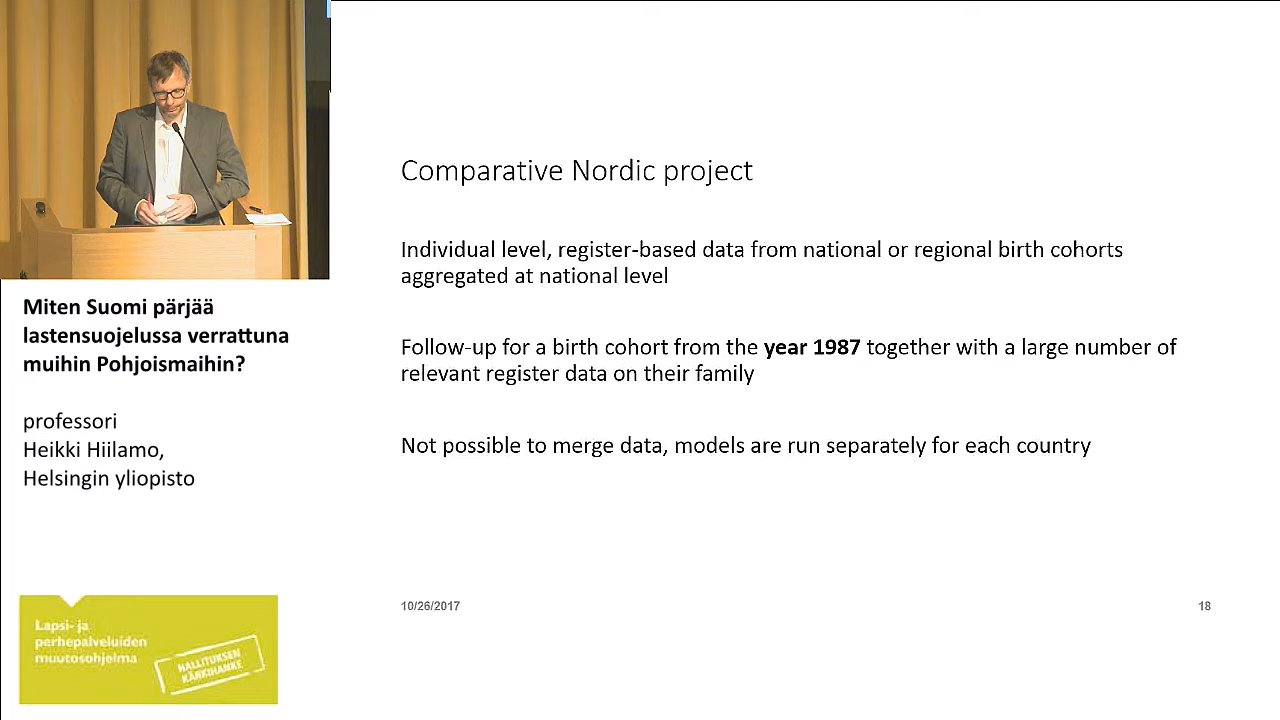 Comparative Nordic project
Individual level, register-based data from national or regional birth cohorts
aggregated at national level
Follow-up for a birth cohort from the year 1987 together with a large number of
relevant register data on their family
Not possible to merge data, models are run separately for each country
10/26/2017
18
Miten Suomi pärjää
lastensuojelussa verrattuna
muihin Pohjoismaihin?
professori
Heikki Hiilamo,
Helsingin yliopisto
Lapsi- ja
perhepalveluiden
muutosohjelma
HALLITUKSEN
KÄRKIHANKE